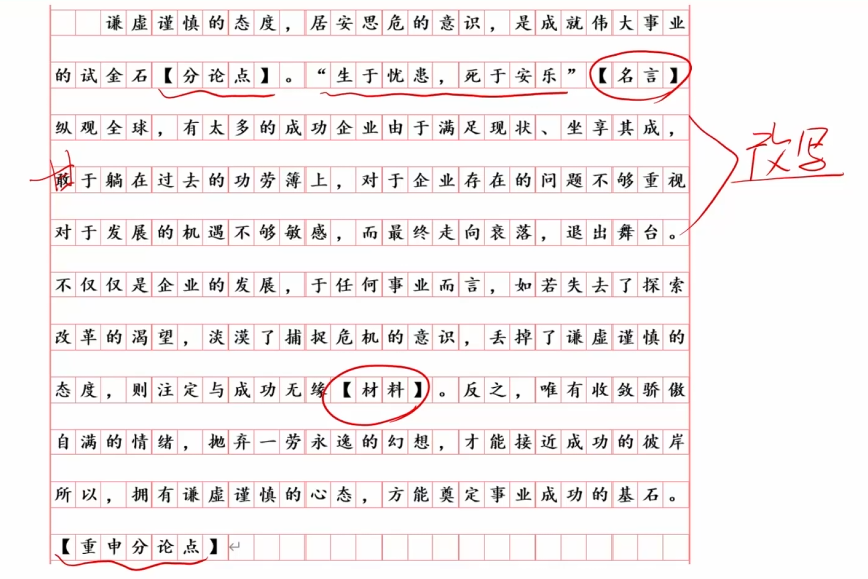 谦虚谨慎的态度，居安思危的意识，是成就伟大事业
的试金石【分论点】。“生于忧患，死于安乐”【名言】
纵观全球，有太多的成功企业由于满足现状、坐享其成，
敢于躺在过去的功劳薄上，对于企业存在的问题不够重视
对于发展的机遇不够敏感，而最终走向衰落，退出舞台。
不仅仅是企业的发展，于任何事业而言，如若失去了探索
改革的渴望，淡漠了捕捉危机的意识，丢掉了谦虚谨慎的
态度，则注定与成功无缘【材料】。反之，唯有收敛骄傲
自满的情绪，抛弃一劳永逸的幻想，才能接近成功的彼岸
所以，拥有谦虚谨慎的心态，方能奠定事业成功的基石。
【重申分论点】
甘
改写